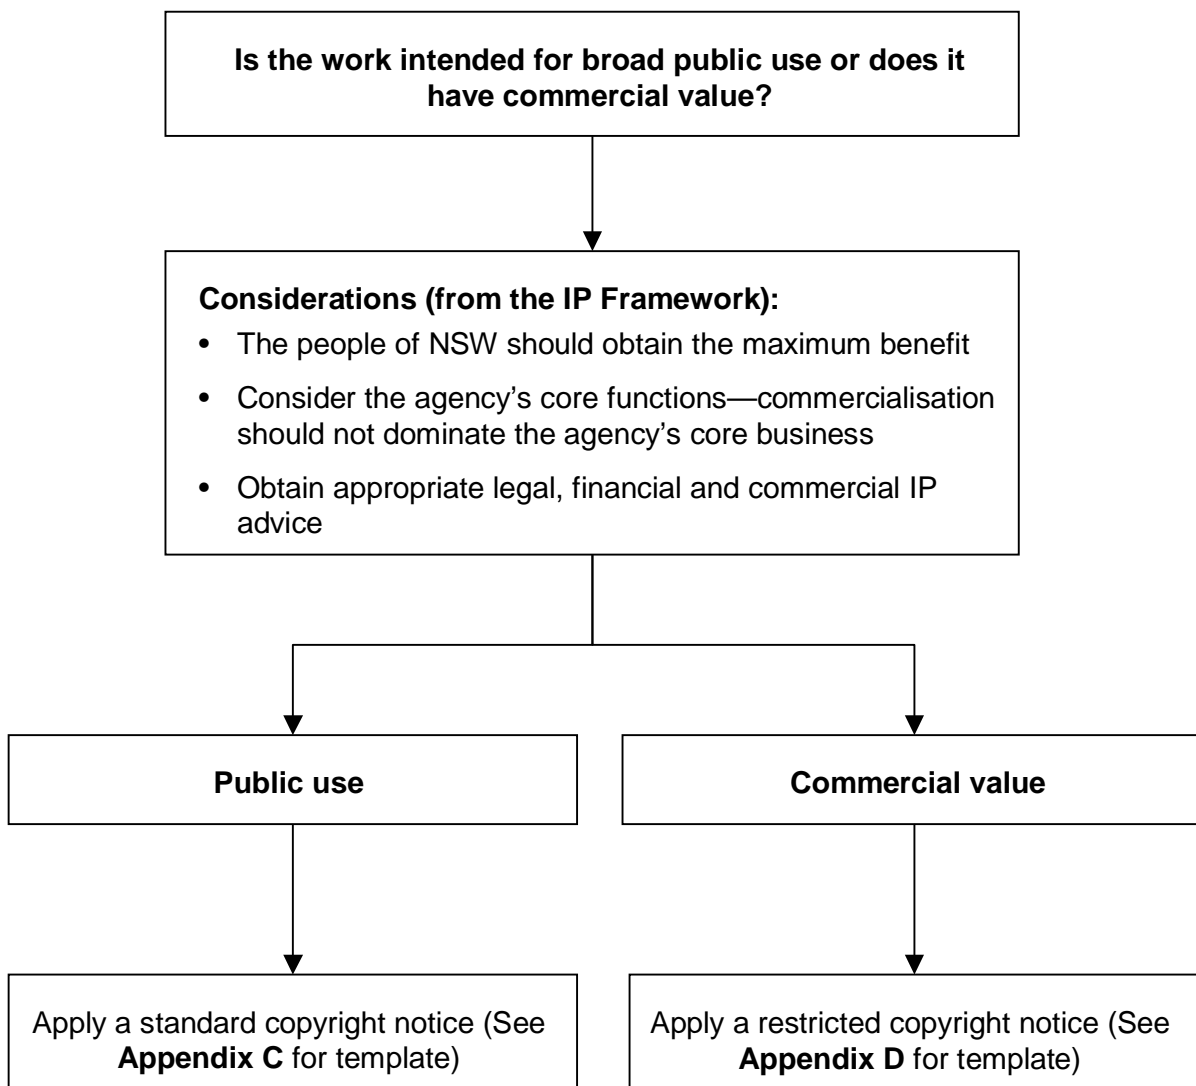 Is the work intended for broad public use or does it
have commercial value?
Considerations (from the IP Framework):
• The people of NSW should obtain the maximum benefit
• Consider the agency’s core functions—commercialisation
should not dominate the agency’s core business
• Obtain appropriate legal, financial and commercial IP
advice
Public use
Commercial value
Apply a standard copyright notice (See
Appendix C for template)
Apply a restricted copyright notice (See
Appendix D for template)